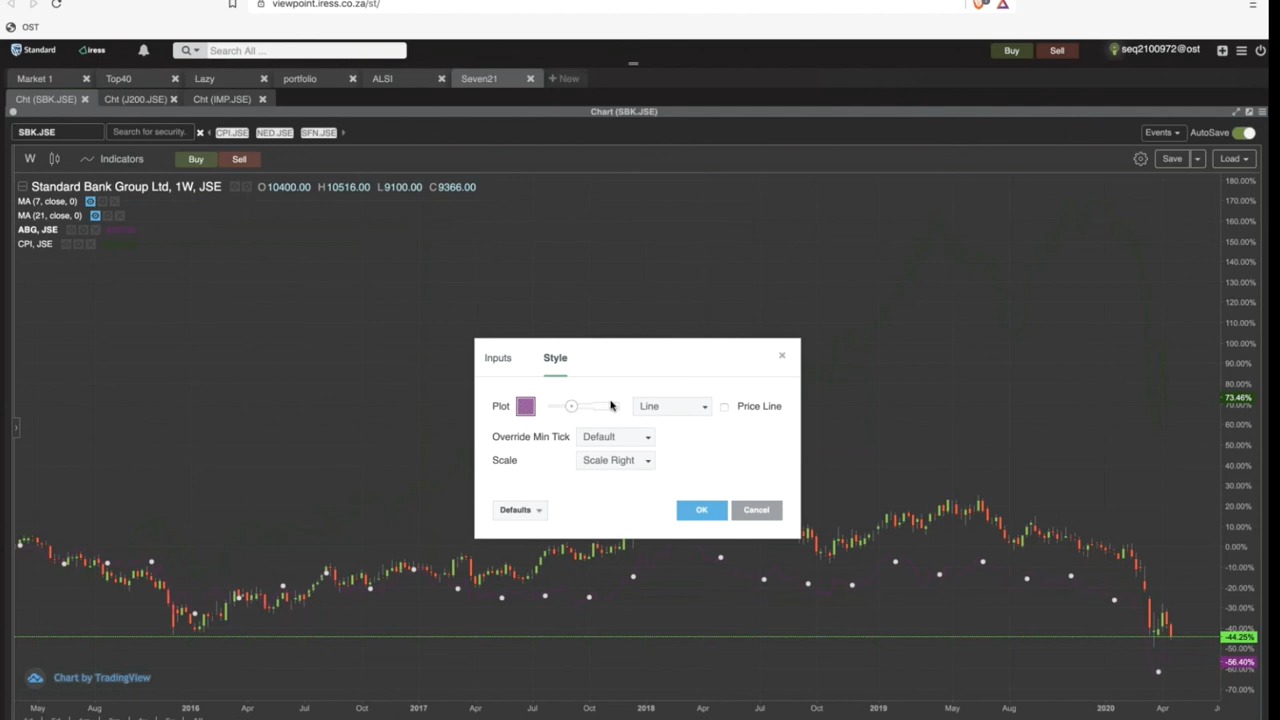 viewpoint.iress.co.za/st/
OST
Standard iress Search All ... Buy Sell seq2100972@ost
Market 1 Top40 Lazy portfolio ALSI Seven21 New
Cht (SBK.JSE) Cht (J200.JSE) Cht (IMP.JSE)
Chart (SBK.JSE)
SBK.JSE Search for security. CPI.JSE NED.JSE SFN.JSE Events AutoSave
W Indicators Buy Sell Save Load
Standard Bank Group Ltd, 1W, JSE O10400.00 H10516.00 L9100.00 C9366.00
MA (7, close, 0)
MA (21, close, 0)
ABG, JSE
CPI, JSE
180.00%
170.00%
160.00%
150.00%
140.00%
130.00%
120.00%
110.00%
100.00%
90.00%
80.00%
73.46%
70.00%
60.00%
50.00%
40.00%
30.00%
20.00%
10.00%
0.00%
-10.00%
-20.00%
-30.00%
-40.00%
-44.25%
-50.00%
-56.40%
-60.00%
-70.00%
Inputs Style
Plot Line Price Line
Override Min Tick Default
Scale Scale Right
Defaults OK Cancel
Chart by TradingView
May Aug 2016 Apr Jul Oct 2017 Apr Jul Oct 2018 Apr Jul Oct 2019 May Aug 2020 Apr